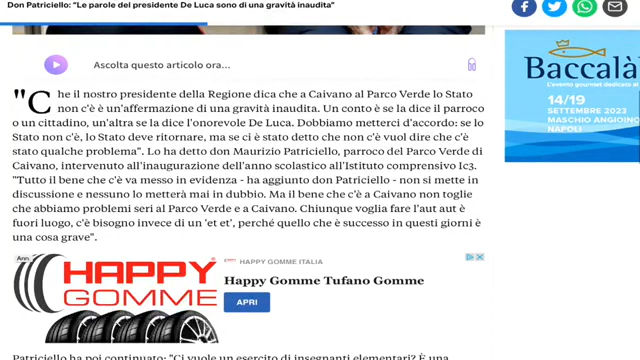 Don Patriciello: “Le parole del presidente De Luca sono di una gravità inaudita”
Ascolta questo articolo ora...
"Che il nostro presidente della Regione dica che a Caivano al Parco Verde lo Stato
non c'è è un'affermazione di una gravità inaudita. Un conto è se la dice il parroco
o un cittadino, un'altra se la dice l'onorevole De Luca. Dobbiamo metterci d'accordo: se lo
Stato non c'è, lo Stato deve ritornare, ma se ci è stato detto che non c'è vuol dire che c'è
stato qualche problema". Lo ha detto don Maurizio Patriciello, parroco del Parco Verde di
Caivano, intervenuto all'inaugurazione dell'anno scolastico all'Istituto comprensivo Ic3.
"Tutto il bene che c'è va messo in evidenza - ha aggiunto don Patriciello - non si mette in
discussione e nessuno lo metterà mai in dubbio. Ma il bene che c'è a Caivano non toglie
che abbiamo problemi seri al Parco Verde e a Caivano. Chiunque voglia fare l'aut aut è
fuori luogo, c'è bisogno invece di un 'et et', perché quello che è successo in questi giorni è
una cosa grave".
Baccalà
L'evento gourmet dedicato al
14/19
SETTEMBRE 2023
MASCHIO ANGIOINO
NAPOLI
Ann.
HAPPY
GOMME
HAPPY GOMME ITALIA
Happy Gomme Tufano Gomme
APRI
Patriciello ha poi continuato: "Ci vuole un esercito di insegnanti elementari? È una